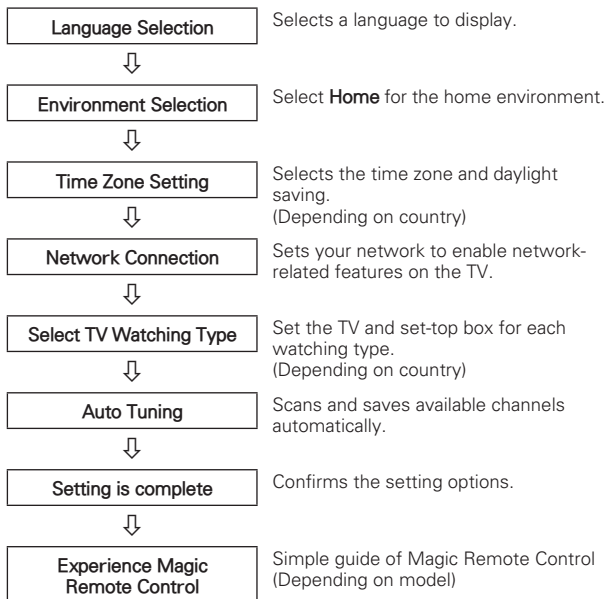 Language Selection
Selects a language to display.
Environment Selection
Select Home for the home environment.
Time Zone Setting
Selects the time zone and daylight
saving.
(Depending on country)
Network Connection
Sets your network to enable network-
related features on the TV.
Select TV Watching Type
Set the TV and set-top box for each
watching type.
(Depending on country)
Auto Tuning
Scans and saves available channels
automatically.
Setting is complete
Confirms the setting options.
Experience Magic
Remote Control
Simple guide of Magic Remote Control
(Depending on model)